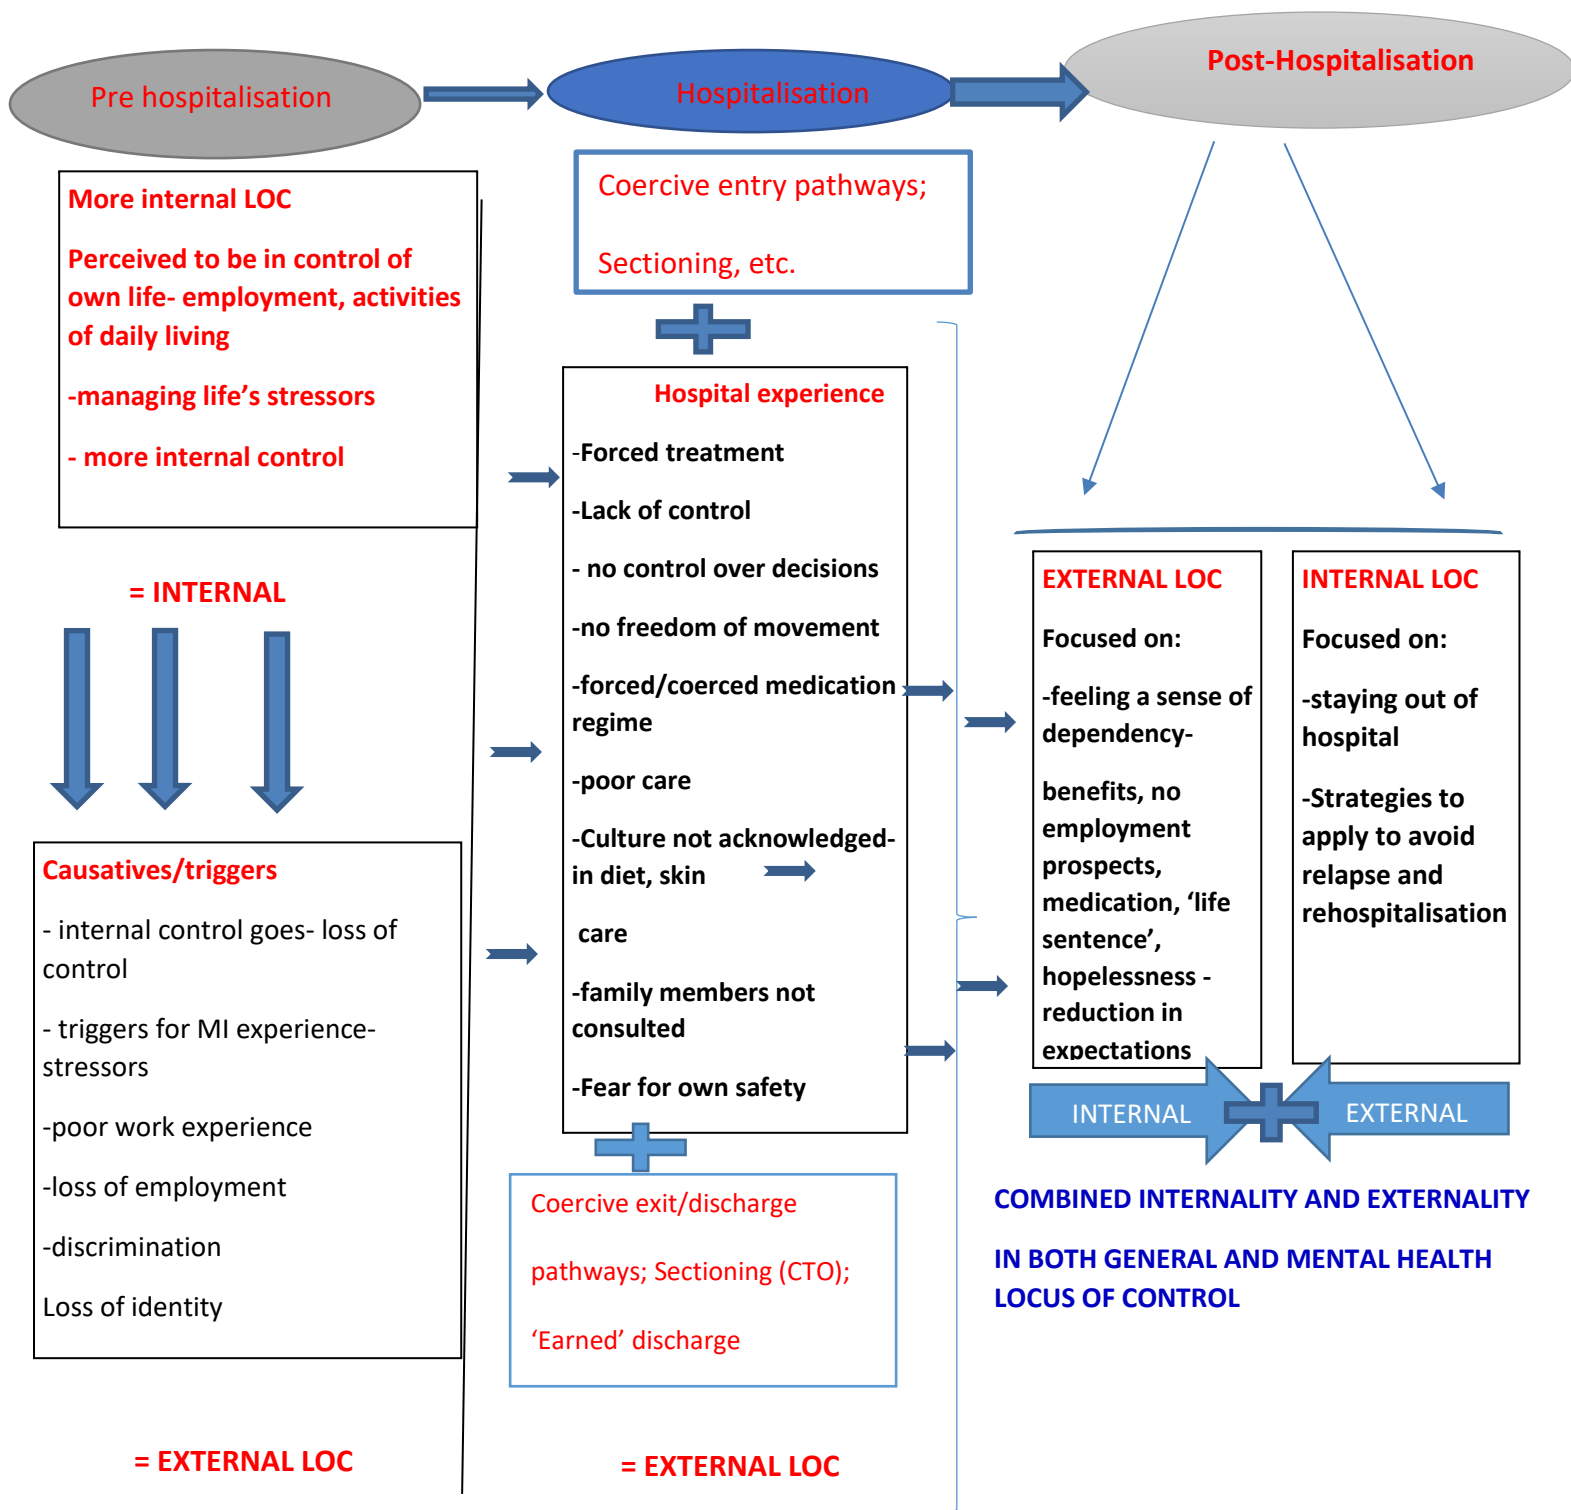 Pre hospitalisation
Hospitalisation
Post-Hospitalisation
More internal LOC
Perceived to be in control of
own life- employment, activities
of daily living
-managing life’s stressors
- more internal control
= INTERNAL
Causatives/triggers
- internal control goes- loss of
control
- triggers for MI experience-
stressors
-poor work experience
-loss of employment
-discrimination
Loss of identity
= EXTERNAL LOC
Coercive entry pathways;
Sectioning, etc.
Hospital experience
-Forced treatment
-Lack of control
- no control over decisions
-no freedom of movement
-forced/coerced medication
regime
-poor care
-Culture not acknowledged-
in diet, skin
care
-family members not
consulted
-Fear for own safety
Coercive exit/discharge
pathways; Sectioning (CTO);
‘Earned’ discharge
= EXTERNAL LOC
EXTERNAL LOC
Focused on:
-feeling a sense of
dependency-
benefits, no
employment
prospects,
medication, ‘life
sentence’,
hopelessness -
reduction in
expectations
INTERNAL LOC
Focused on:
-staying out of
hospital
-Strategies to
apply to avoid
relapse and
rehospitalisation
INTERNAL
EXTERNAL
COMBINED INTERNALITY AND EXTERNALITY
IN BOTH GENERAL AND MENTAL HEALTH
LOCUS OF CONTROL